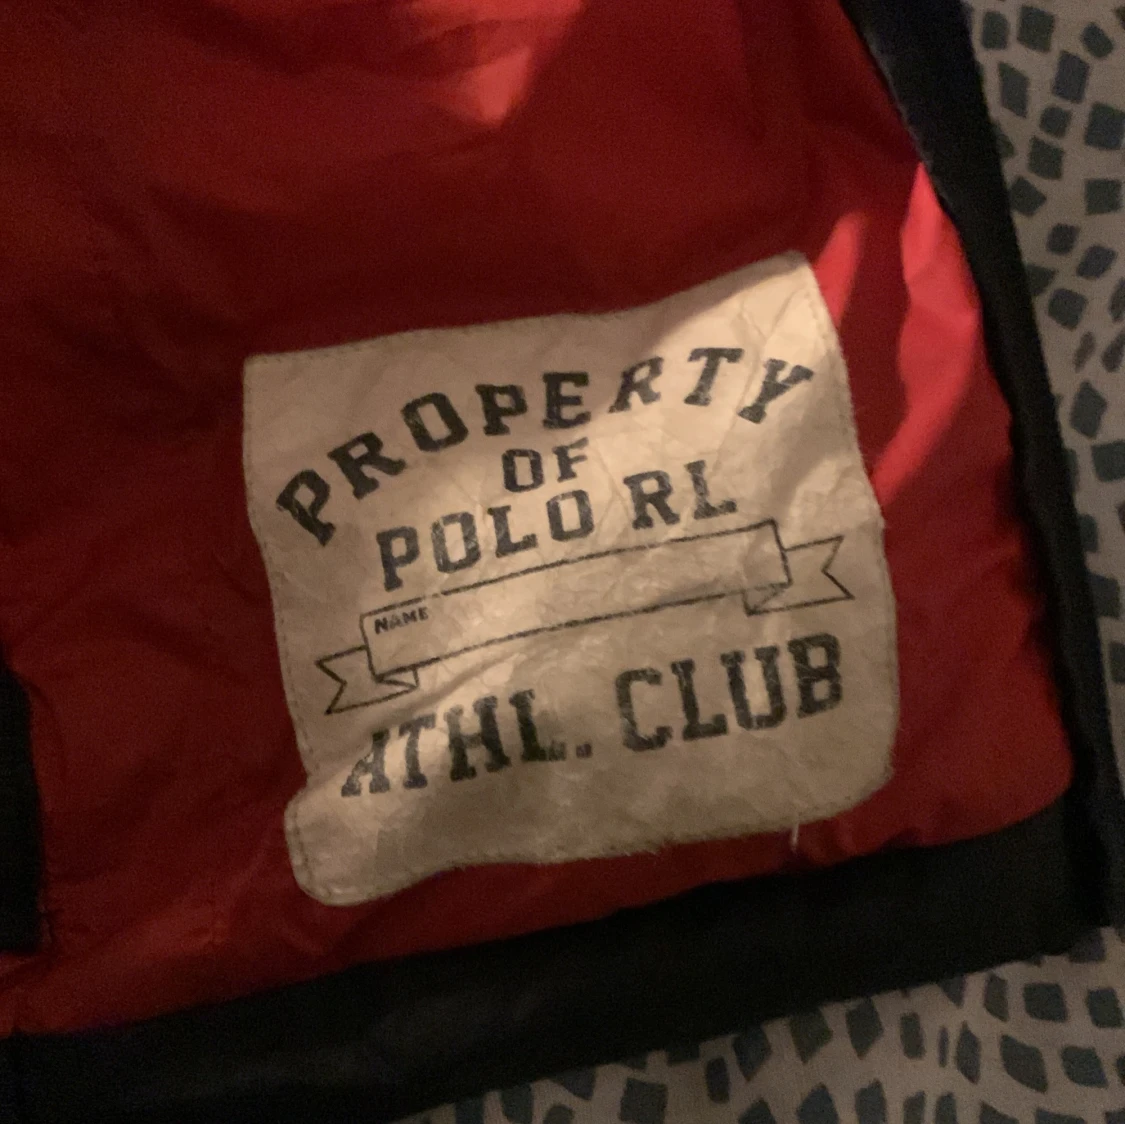 PROPERTY
OF
POLO RL
NAME
ATHL. CLUB